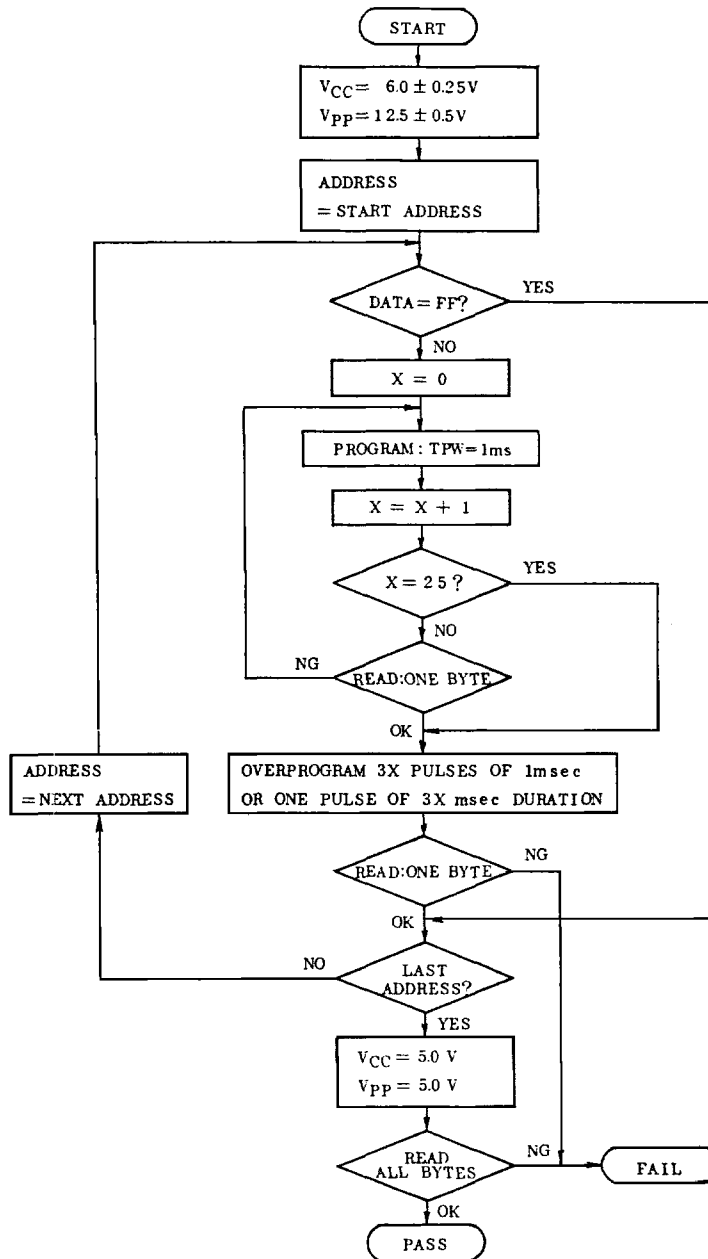 START
VCC= 6.0 ± 0.25V
VPP=12.5 ± 0.5V
ADDRESS
= START ADDRESS
DATA=FF?
YES
NO
X = 0
PROGRAM: TPW=1ms
X = X + 1
X=25?
YES
NO
NG
READ:ONE BYTE
OK
ADDRESS
=NEXT ADDRESS
OVERPROGRAM 3X PULSES OF 1msec
OR ONE PULSE OF 3X msec DURATION
READ:ONE BYTE
NG
OK
NO
LAST
ADDRESS?
YES
VCC = 5.0 V
VPP = 5.0 V
READ
ALL BYTES
NG
FAIL
OK
PASS